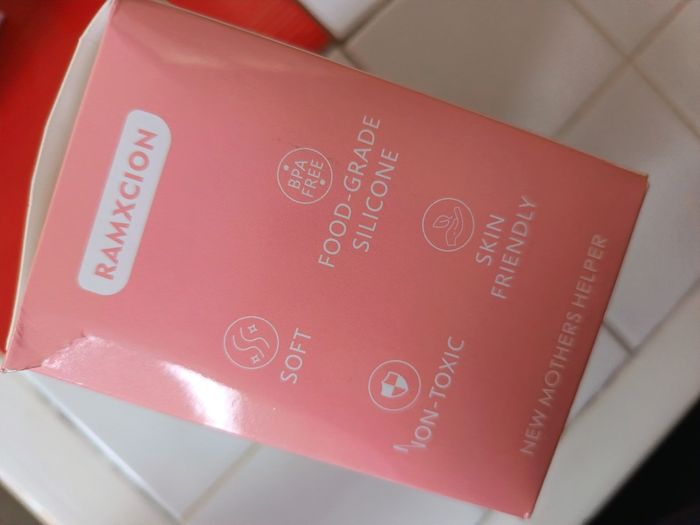 RAMXCION
SOFT
BPA
FREE
FOOD-GRADE
SILICONE
NON-TOXIC
SKIN
FRIENDLY
NEW MOTHERS HELPER